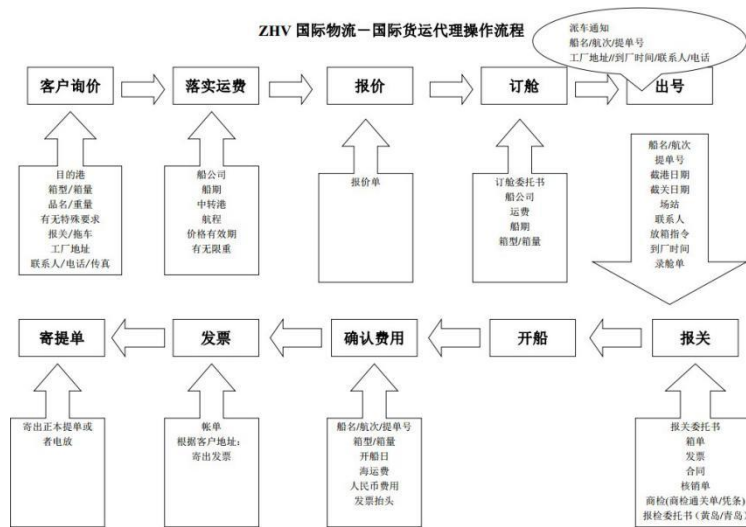 ZHV 国际物流－国际货运代理操作流程
派车通知
船名/航次/提单号
工厂地址//到厂时间/联系人/电话
客户询价
落实运费
报价
订舱
出号
目的港
箱型/箱量
品名/重量
有无特殊要求
报关/拖车
工厂地址
联系人/电话/传真
船公司
船期
中转港
航程
价格有效期
有无限重
报价单
订舱委托书
船公司
运费
船期
箱型/箱量
船名/航次
提单号
截港日期
截关日期
场站
联系人
放箱指令
到厂时间
录舱单
寄提单
发票
确认费用
开船
报关
寄出正本提单或
者电放
帐单
根据客户地址:
寄出发票
船名/航次/提单号
箱型/箱量
开船日
海运费
人民币费用
发票抬头
报关委托书
箱单
发票
合同
核销单
商检(商检通关单/凭条)
报检委托书（黄岛/青岛）